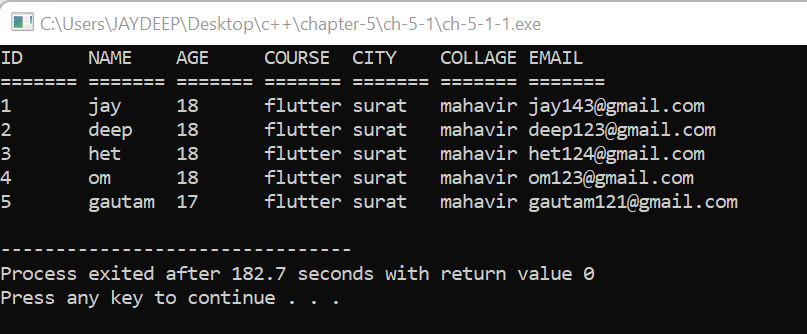 C:\Users\JAYDEEP\Desktop\c++\chapter-5\ch-5-1\ch-5-1-1.exe
ID      NAME    AGE     COURSE  CITY    COLLAGE EMAIL
======= ======= ======= ======= ======= ======= =======
1       jay     18      flutter surat   mahavir jay143@gmail.com
2       deep    18      flutter surat   mahavir deep123@gmail.com
3       het     18      flutter surat   mahavir het124@gmail.com
4       om      18      flutter surat   mahavir om123@gmail.com
5       gautam  17      flutter surat   mahavir gautam121@gmail.com
--------------------------------
Process exited after 182.7 seconds with return value 0
Press any key to continue . . .